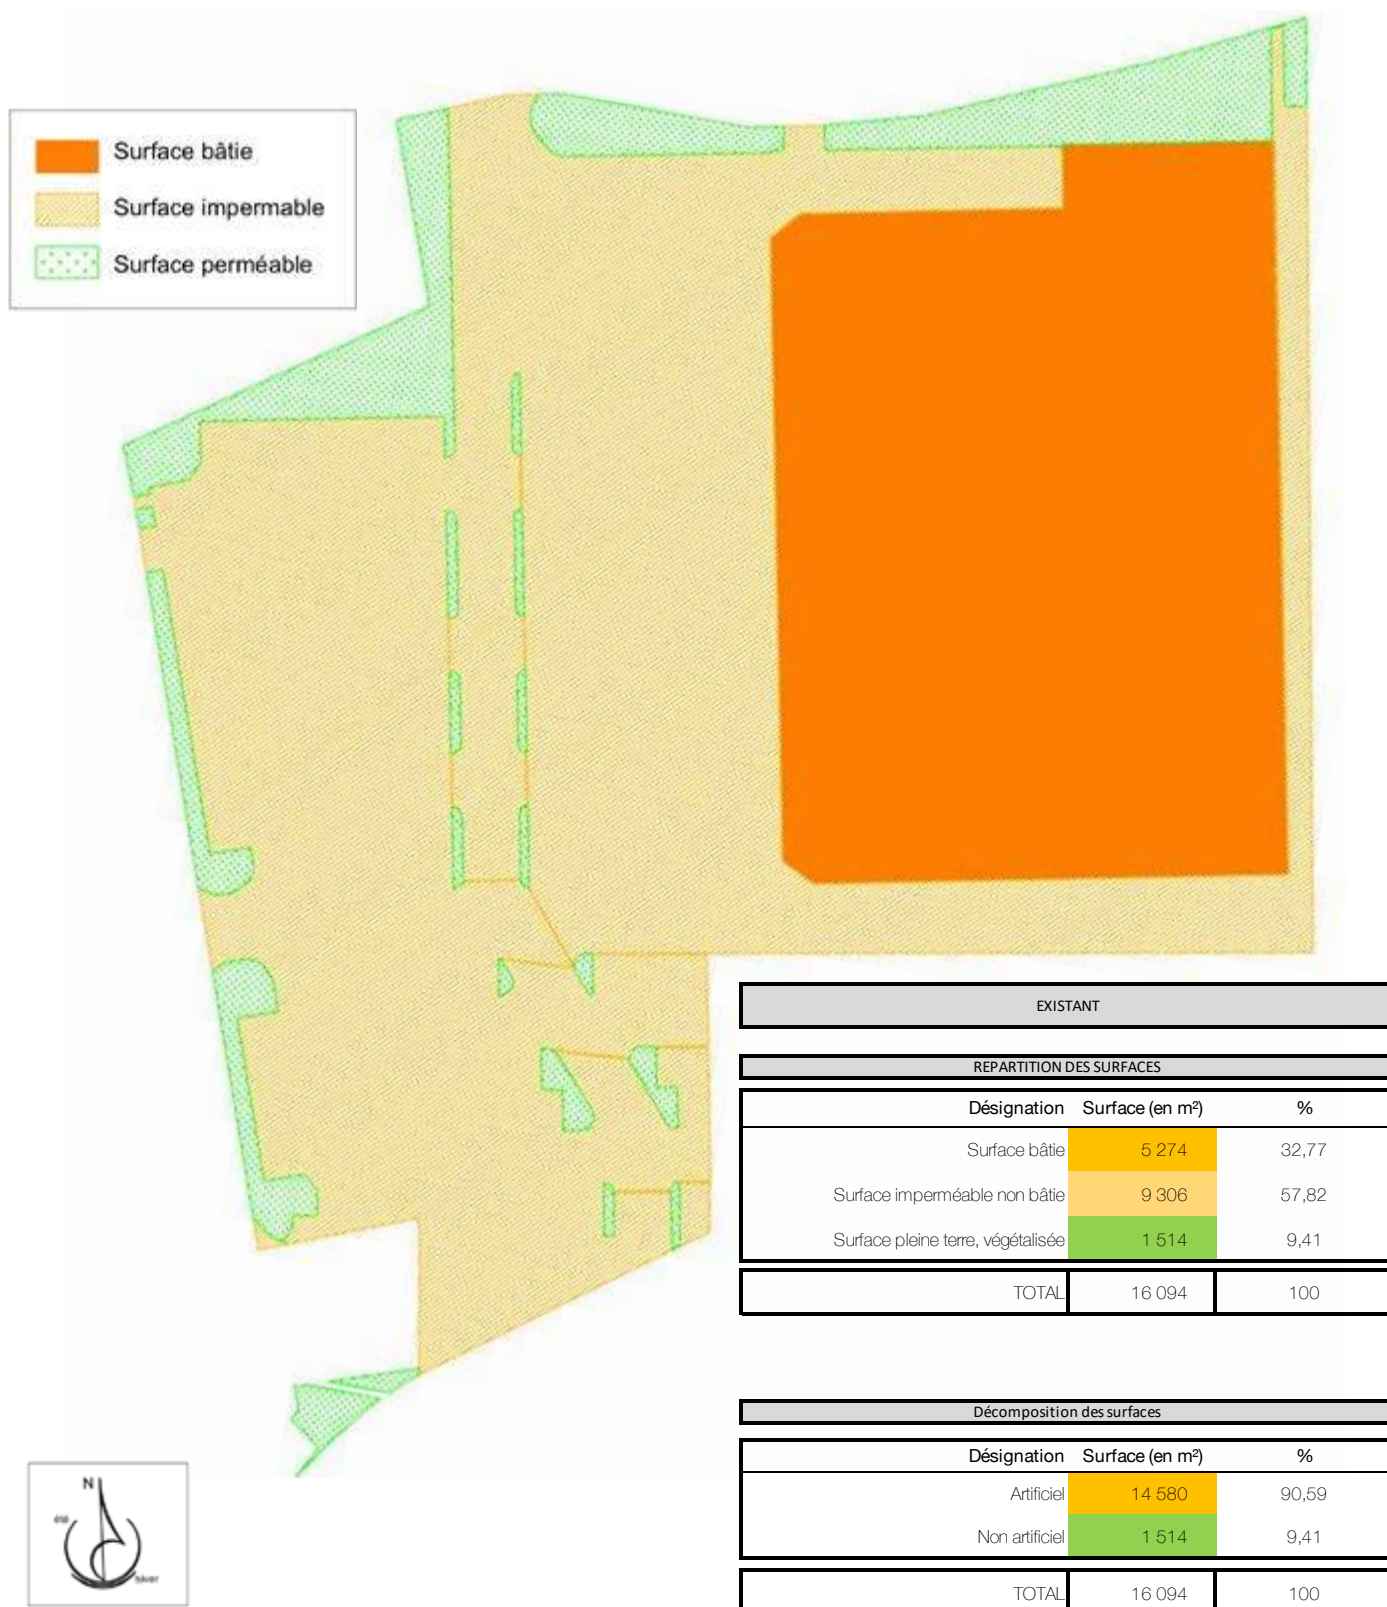 Surface bâtie
Surface impermable
Surface perméable
EXISTANT
REPARTITION DES SURFACES
Désignation Surface (en m²) %
Surface bâtie 5 274 32,77
Surface imperméable non bâtie 9 306 57,82
Surface pleine terre, végétalisée 1 514 9,41
TOTAL 16 094 100
Décomposition des surfaces
Désignation Surface (en m²) %
Artificiel 14 580 90,59
Non artificiel 1 514 9,41
TOTAL 16 094 100
N
été
hiver